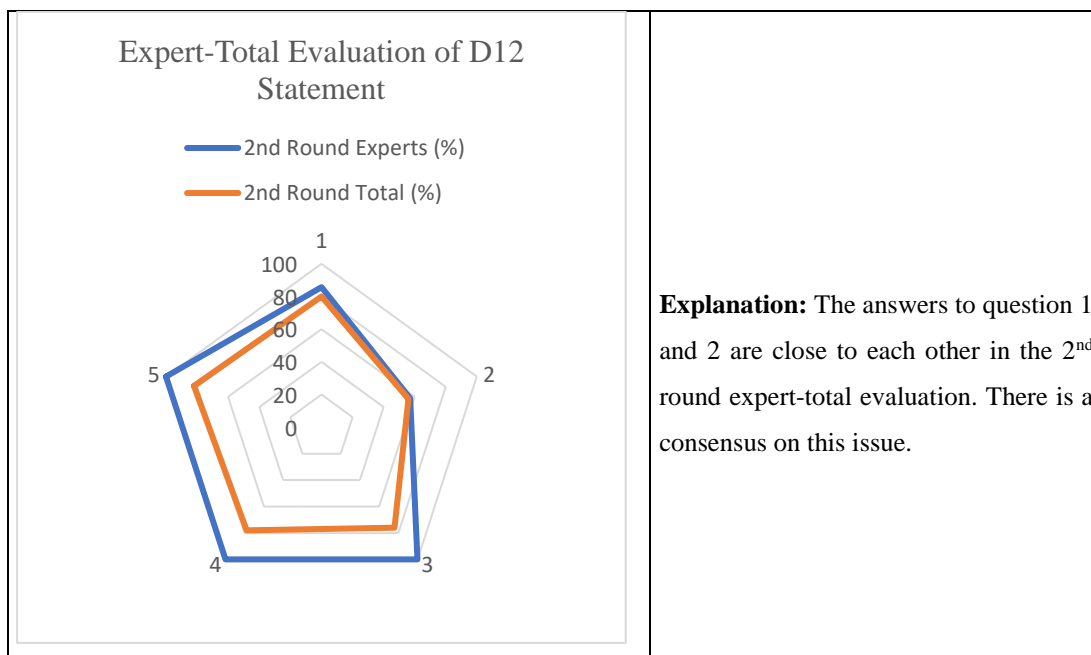 Expert-Total Evaluation of D12
Statement
2nd Round Experts (%)
2nd Round Total (%)
1
100
80
60
40
20
0
5
2
4
3
Explanation: The answers to question 1
and 2 are close to each other in the 2nd
round expert-total evaluation. There is a
consensus on this issue.